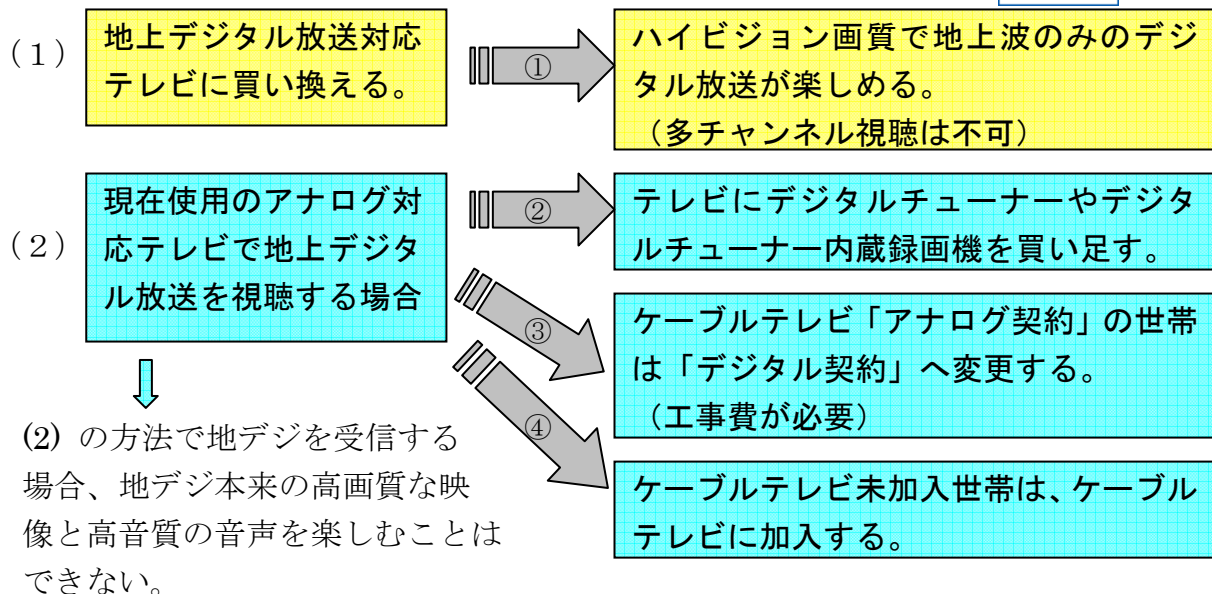 (1)
地上デジタル放送対応
テレビに買い換える。
①
ハイビジョン画質で地上波のみのデジ
タル放送が楽しめる。
(多チャンネル視聴は不可)
(2)
現在使用のアナログ対
応テレビで地上デジタ
ル放送を視聴する場合
②
テレビにデジタルチューナーやデジタ
ルチューナー内蔵録画機を買い足す。
③
ケーブルテレビ「アナログ契約」の世帯
は「デジタル契約」へ変更する。
(工事費が必要)
④
ケーブルテレビ未加入世帯は、ケーブル
テレビに加入する。
(2) の方法で地デジを受信する
場合、地デジ本来の高画質な映
像と高音質の音声を楽しむことは
できない。